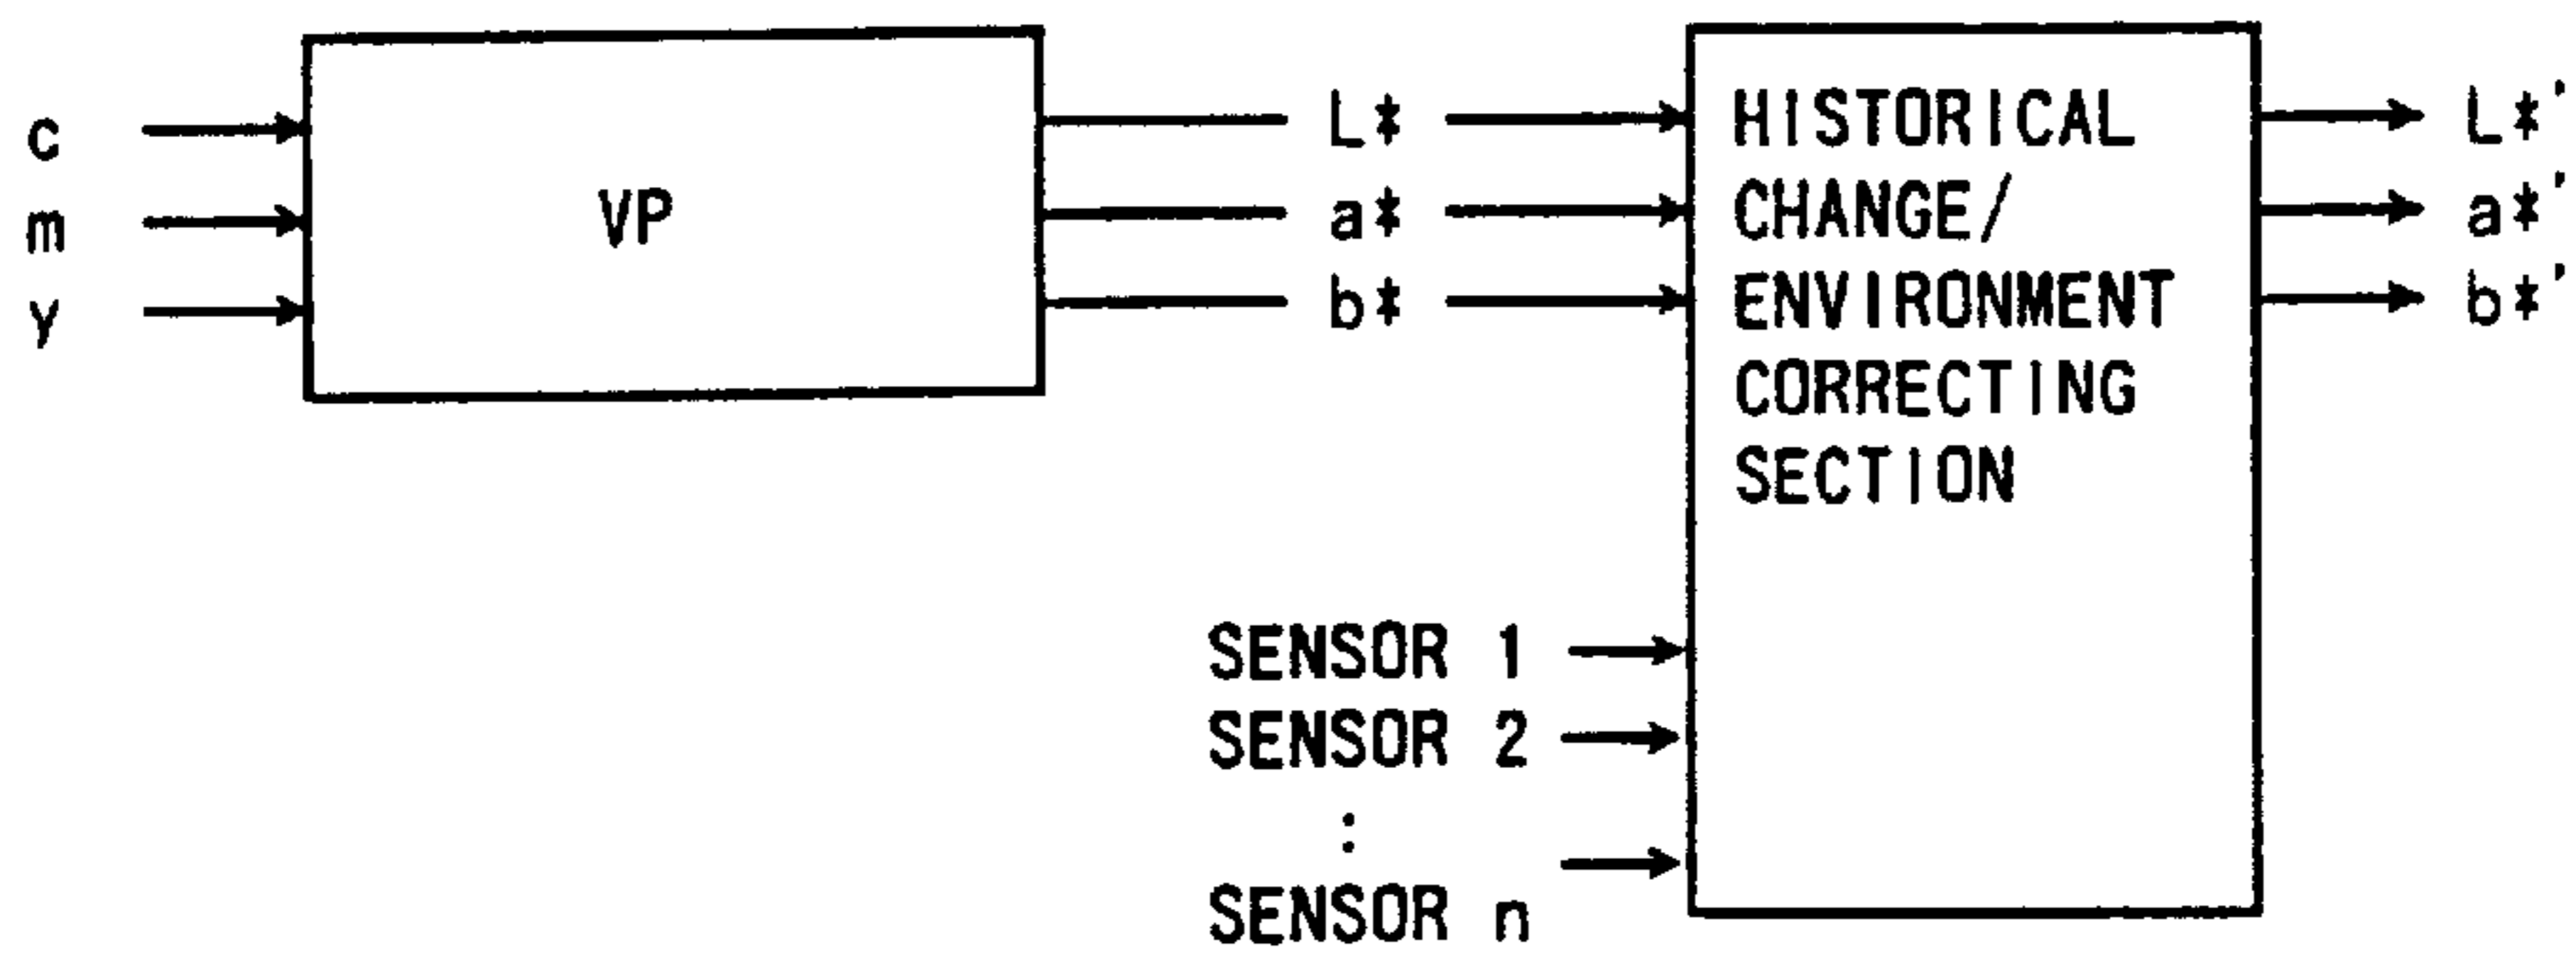 c
m
y
VP
L*
a*
b*
HISTORICAL
CHANGE/
ENVIRONMENT
CORRECTING
SECTION
L*'
a*'
b*'
SENSOR 1
SENSOR 2
:
SENSOR n